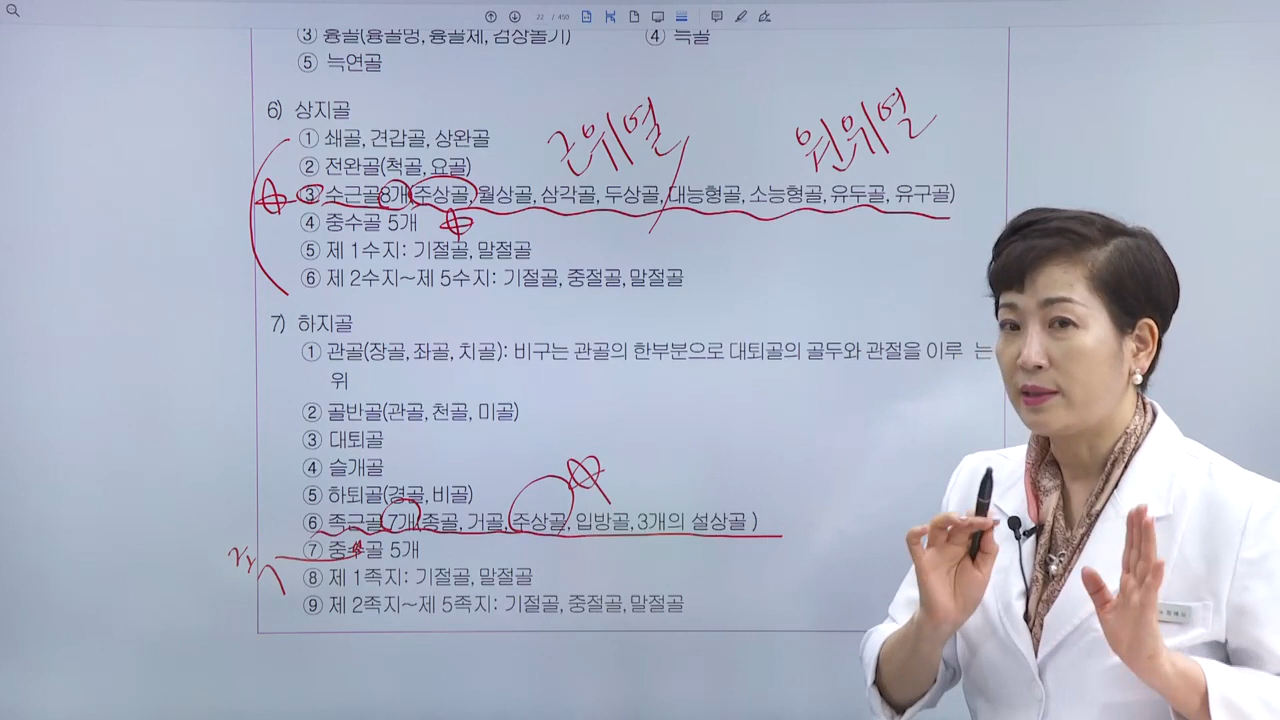 22 / 450
③ 흉골(흉골병, 흉골체, 검상돌기) ④ 늑골
⑤ 늑연골
6) 상지골
① 쇄골, 견갑골, 상완골
근위열 원위열
② 전완골(척골, 요골)
③ 수근골8개(주상골, 월상골, 삼각골, 두상골, 대능형골, 소능형골, 유두골, 유구골)
④ 중수골 5개
⑤ 제 1수지: 기절골, 말절골
⑥ 제 2수지~제 5수지: 기절골, 중절골, 말절골
7) 하지골
① 관골(장골, 좌골, 치골): 비구는 관골의 한부분으로 대퇴골의 골두와 관절을 이루 는
위
② 골반골(관골, 천골, 미골)
③ 대퇴골
④ 슬개골
⑤ 하퇴골(경골, 비골)
⑥ 족근골 7개(종골, 거골, 주상골, 입방골, 3개의 설상골 )
⑦ 중 골 5개
⑧ 제 1족지: 기절골, 말절골
⑨ 제 2족지~제 5족지: 기절골, 중절골, 말절골